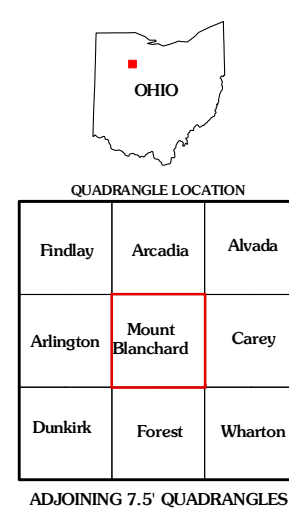 OHIO
QUADRANGLE LOCATION
Findlay Arcadia Alvada
Arlington Mount Blanchard Carey
Dunkirk Forest Wharton
ADJOINING 7.5' QUADRANGLES